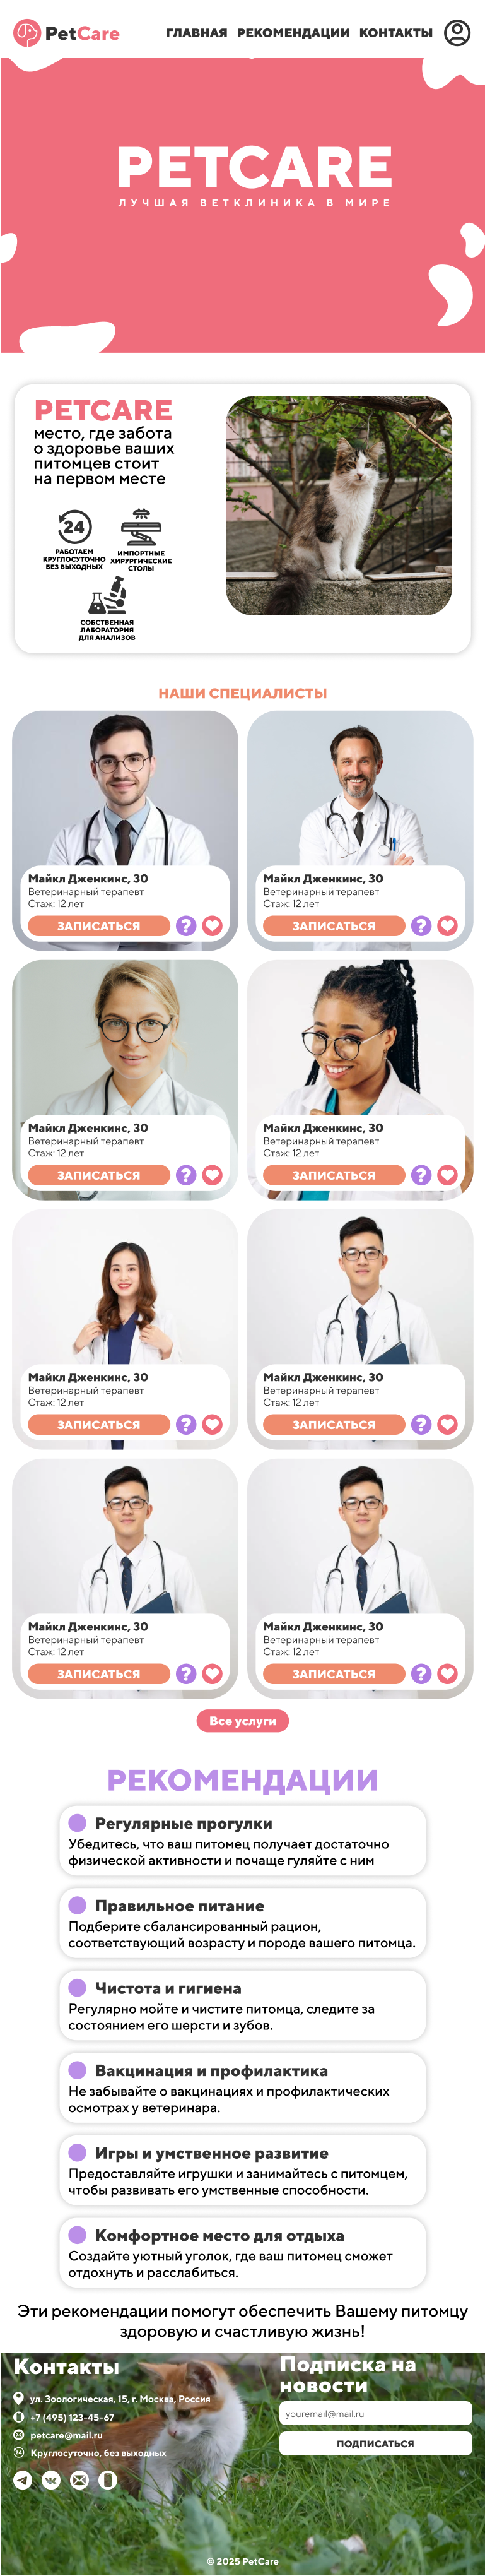 PetCare
ГЛАВНАЯ РЕКОМЕНДАЦИИ КОНТАКТЫ
PETCARE
ЛУЧШАЯ ВЕТКЛИНИКА В МИРЕ
PETCARE
место, где забота
о здоровье ваших
питомцев стоит
на первом месте
24
РАБОТАЕМ
КРУГЛОСУТОЧНО
БЕЗ ВЫХОДНЫХ
ИМПОРТНЫЕ
ХИРУРГИЧЕСКИЕ
СТОЛЫ
СОБСТВЕННАЯ
ЛАБОРАТОРИЯ
ДЛЯ АНАЛИЗОВ
НАШИ СПЕЦИАЛИСТЫ
Майкл Дженкинс, 30
Ветеринарный терапевт
Стаж: 12 лет
ЗАПИСАТЬСЯ ?
Майкл Дженкинс, 30
Ветеринарный терапевт
Стаж: 12 лет
ЗАПИСАТЬСЯ ?
Майкл Дженкинс, 30
Ветеринарный терапевт
Стаж: 12 лет
ЗАПИСАТЬСЯ ?
Майкл Дженкинс, 30
Ветеринарный терапевт
Стаж: 12 лет
ЗАПИСАТЬСЯ ?
Майкл Дженкинс, 30
Ветеринарный терапевт
Стаж: 12 лет
ЗАПИСАТЬСЯ ?
Майкл Дженкинс, 30
Ветеринарный терапевт
Стаж: 12 лет
ЗАПИСАТЬСЯ ?
Майкл Дженкинс, 30
Ветеринарный терапевт
Стаж: 12 лет
ЗАПИСАТЬСЯ ?
Майкл Дженкинс, 30
Ветеринарный терапевт
Стаж: 12 лет
ЗАПИСАТЬСЯ ?
Все услуги
РЕКОМЕНДАЦИИ
Регулярные прогулки
Убедитесь, что ваш питомец получает достаточно
физической активности и почаще гуляйте с ним
Правильное питание
Подберите сбалансированный рацион,
соответствующий возрасту и породе вашего питомца.
Чистота и гигиена
Регулярно мойте и чистите питомца, следите за
состоянием его шерсти и зубов.
Вакцинация и профилактика
Не забывайте о вакцинациях и профилактических
осмотрах у ветеринара.
Игры и умственное развитие
Предоставляйте игрушки и занимайтесь с питомцем,
чтобы развивать его умственные способности.
Комфортное место для отдыха
Создайте уютный уголок, где ваш питомец сможет
отдохнуть и расслабиться.
Эти рекомендации помогут обеспечить Вашему питомцу
здоровую и счастливую жизнь!
Контакты
ул. Зоологическая, 15, г. Москва, Россия
+7 (495) 123-45-67
petcare@mail.ru
24 Круглосуточно, без выходных
Подписка на
новости
youremail@mail.ru
ПОДПИСАТЬСЯ
© 2025 PetCare